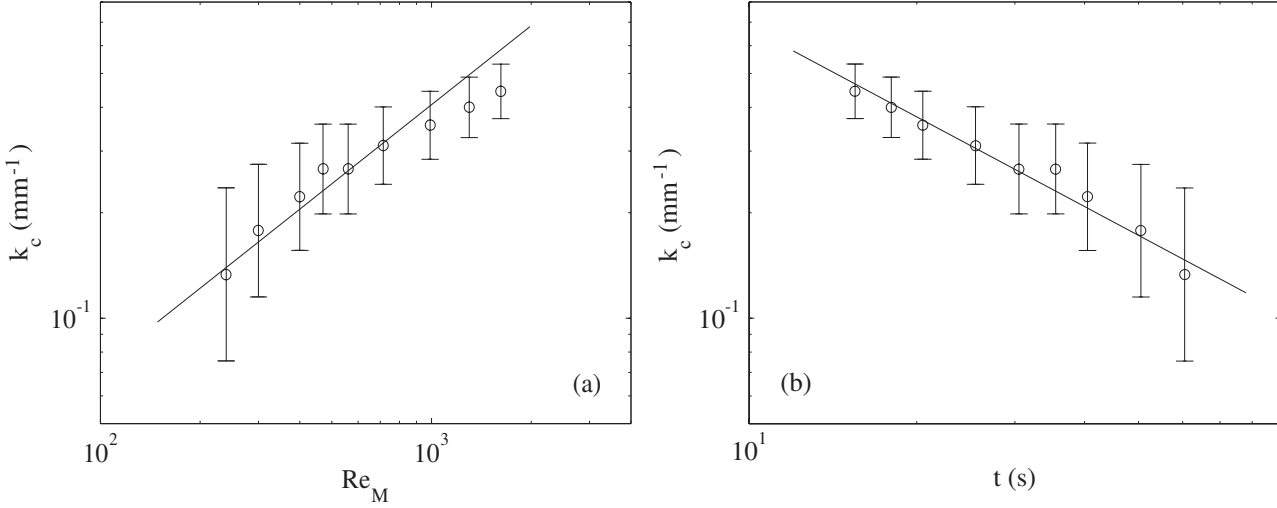 k_c (mm^-1)
10^-1
(a)
10^2
10^3
Re_M
k_c (mm^-1)
10^-1
(b)
10^1
t (s)